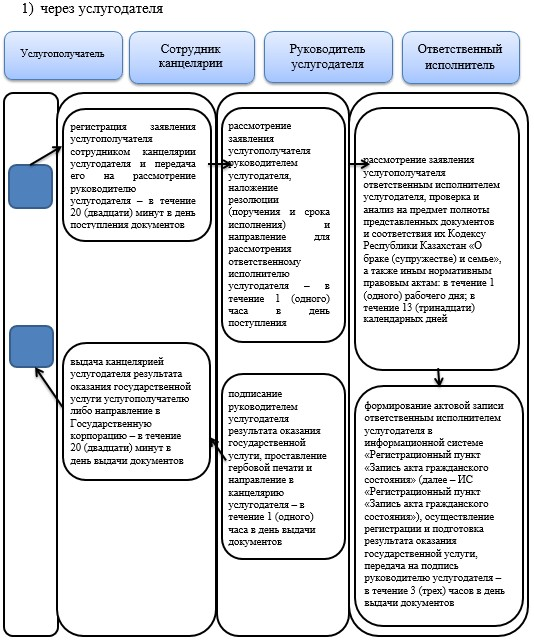 1) через услугодателя
Услугополучатель
Сотрудник
канцелярии
Руководитель
услугодателя
Ответственный
исполнитель
регистрация заявления
услугополучателя
сотрудником канцелярии
услугодателя и передача
его на рассмотрение
руководителю
услугодателя – в течение
20 (двадцати) минут в день
поступления документов
рассмотрение
заявления
услугополучателя
руководителем
услугодателя,
наложение
резолюции
(поручения и срока
исполнения) и
направление для
рассмотрения
ответственному
исполнителю
услугодателя – в
течение 1 (одного)
часа в день
поступления
рассмотрение заявления
услугополучателя
ответственным исполнителем
услугодателя, проверка и
анализ на предмет полноты
представленных документов
и соответствия их Кодексу
Республики Казахстан «О
браке (супружестве) и семье»,
а также иным нормативным
правовым актам: в течение 1
(одного) рабочего дня; в
течение 13 (тринадцати)
календарных дней
выдача канцелярией
услугодателя результата
оказания государственной
услуги услугополучателю
либо направление в
Государственную
корпорацию – в течение
20 (двадцати) минут в
день выдачи документов
подписание
руководителем
услугодателя
результата оказания
государственной
услуги, проставление
гербовой печати и
направление в
канцелярию
услугодателя – в
течение 1 (одного)
часа в день выдачи
документов
формирование актовой записи
ответственным исполнителем
услугодателя в
информационной системе
«Регистрационный пункт
«Запись акта гражданского
состояния» (далее – ИС
«Регистрационный пункт
«Запись акта гражданского
состояния»), осуществление
регистрации и подготовка
результата оказания
государственной услуги,
передача на подпись
руководителю услугодателя –
в течение 3 (трех) часов в день
выдачи документов